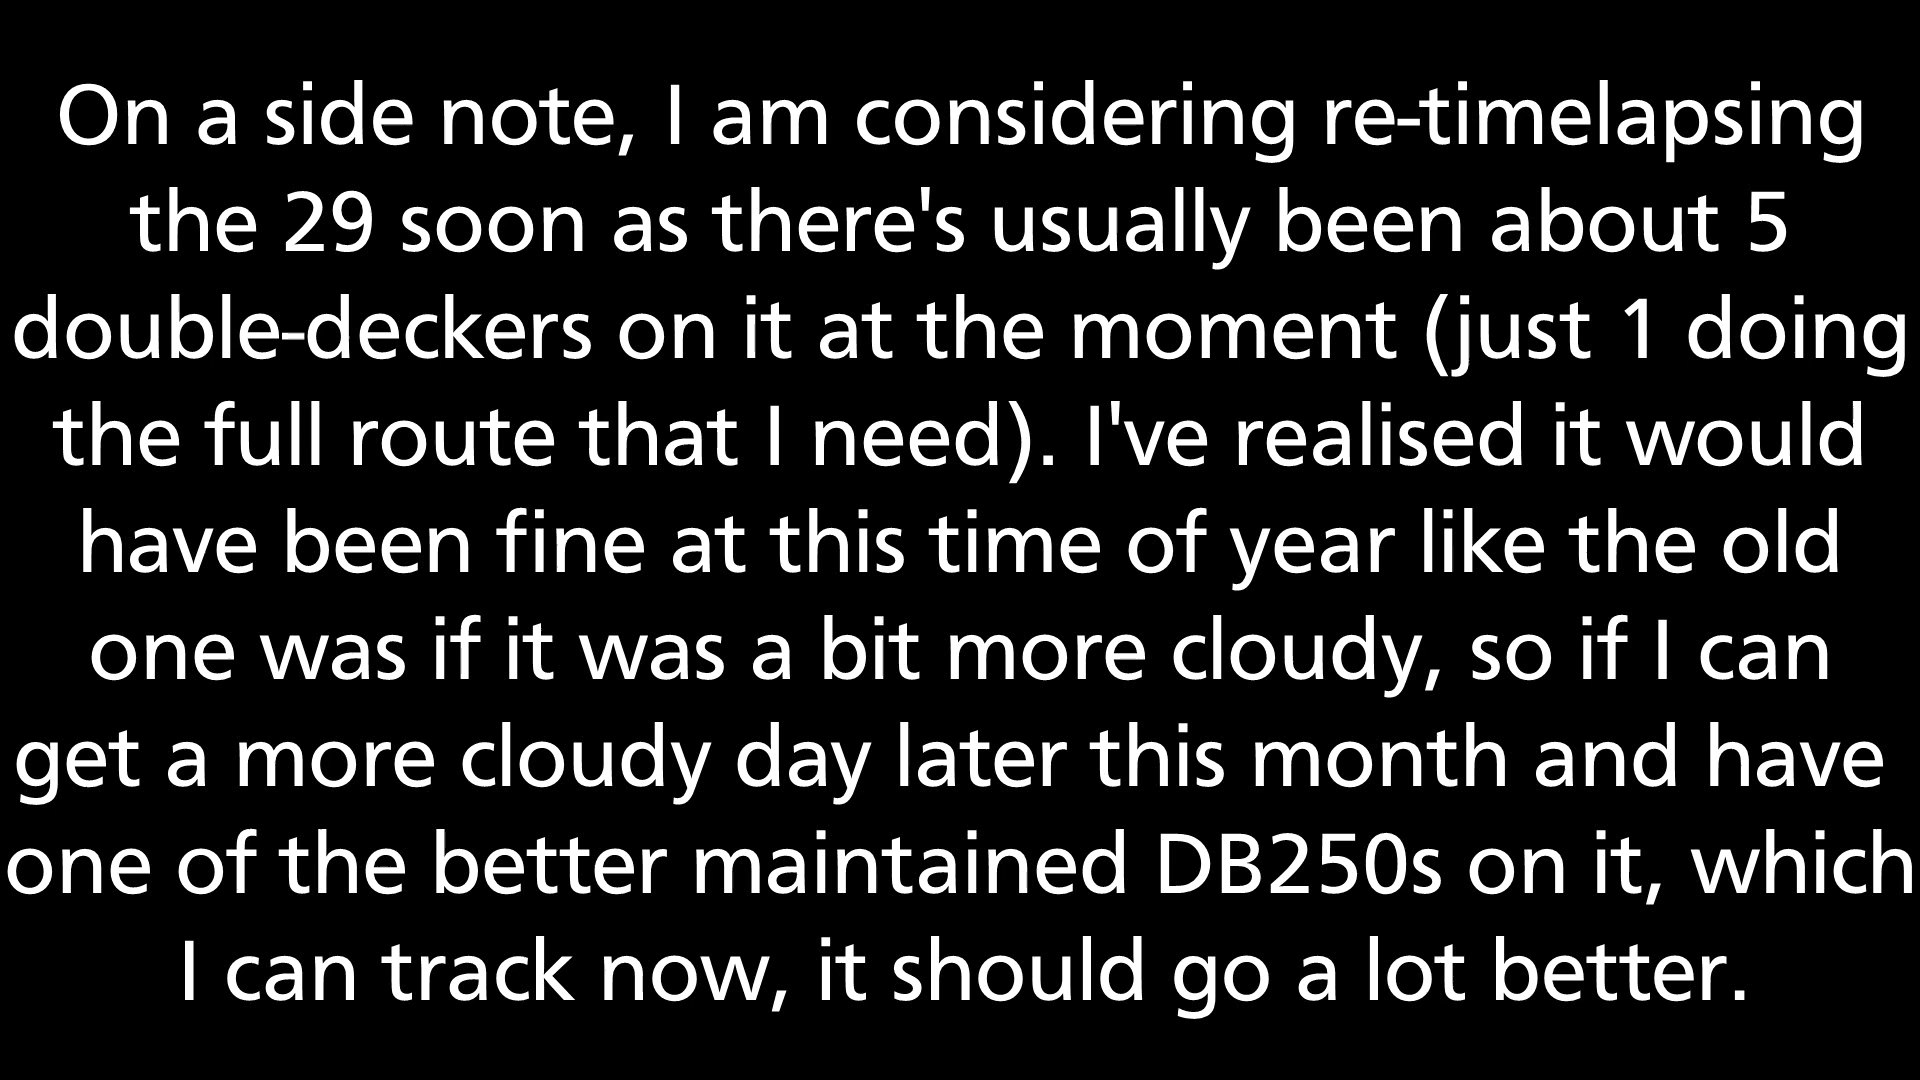 On a side note, I am considering re-timelapsing
the 29 soon as there's usually been about 5
double-deckers on it at the moment (just 1 doing
the full route that I need). I've realised it would
have been fine at this time of year like the old
one was if it was a bit more cloudy, so if I can
get a more cloudy day later this month and have
one of the better maintained DB250s on it, which
I can track now, it should go a lot better.